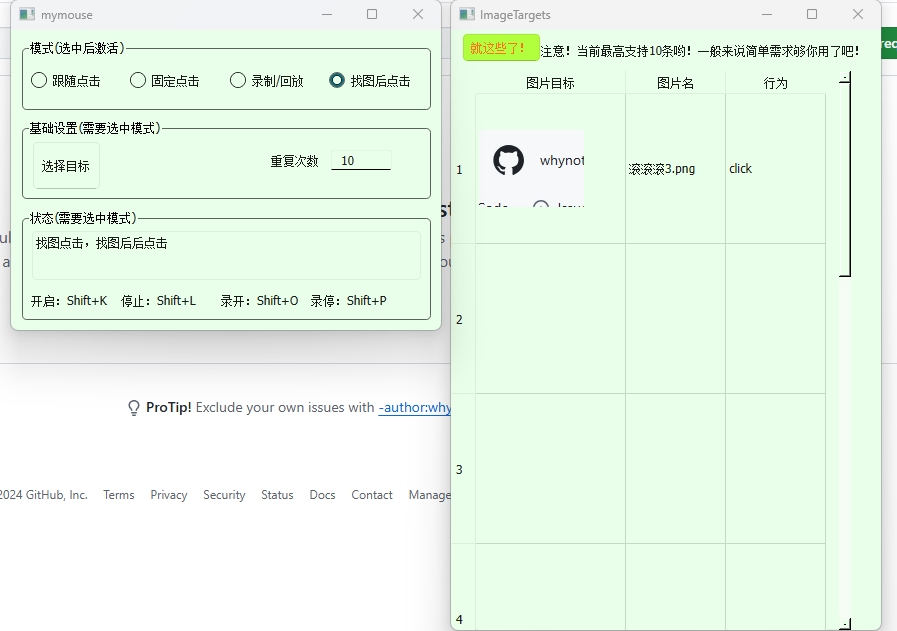 mymouse
模式(选中后激活)
跟随点击 固定点击 录制/回放 找图后点击
基础设置(需要选中模式)
选择目标 重复次数 10
状态(需要选中模式)
找图点击，找图后后点击
开启：Shift+K 停止：Shift+L 录开：Shift+O 录停：Shift+P
ImageTargets
就这些了！ 注意！当前最高支持10条哟！一般来说简单需求够你用了吧！
图片目标 图片名 行为
1 whynot 滚滚滚3.png click
2
3
4
ProTip! Exclude your own issues with -author:why
2024 GitHub, Inc. Terms Privacy Security Status Docs Contact Manage